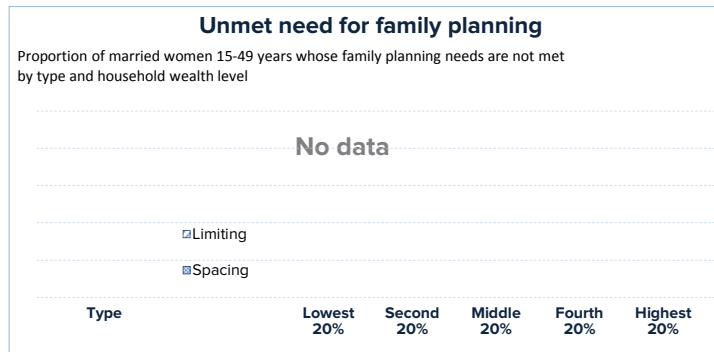 Unmet need for family planning
Proportion of married women 15-49 years whose family planning needs are not met
by type and household wealth level
No data
Limiting
Spacing
Type
Lowest
20%
Second
20%
Middle
20%
Fourth
20%
Highest
20%